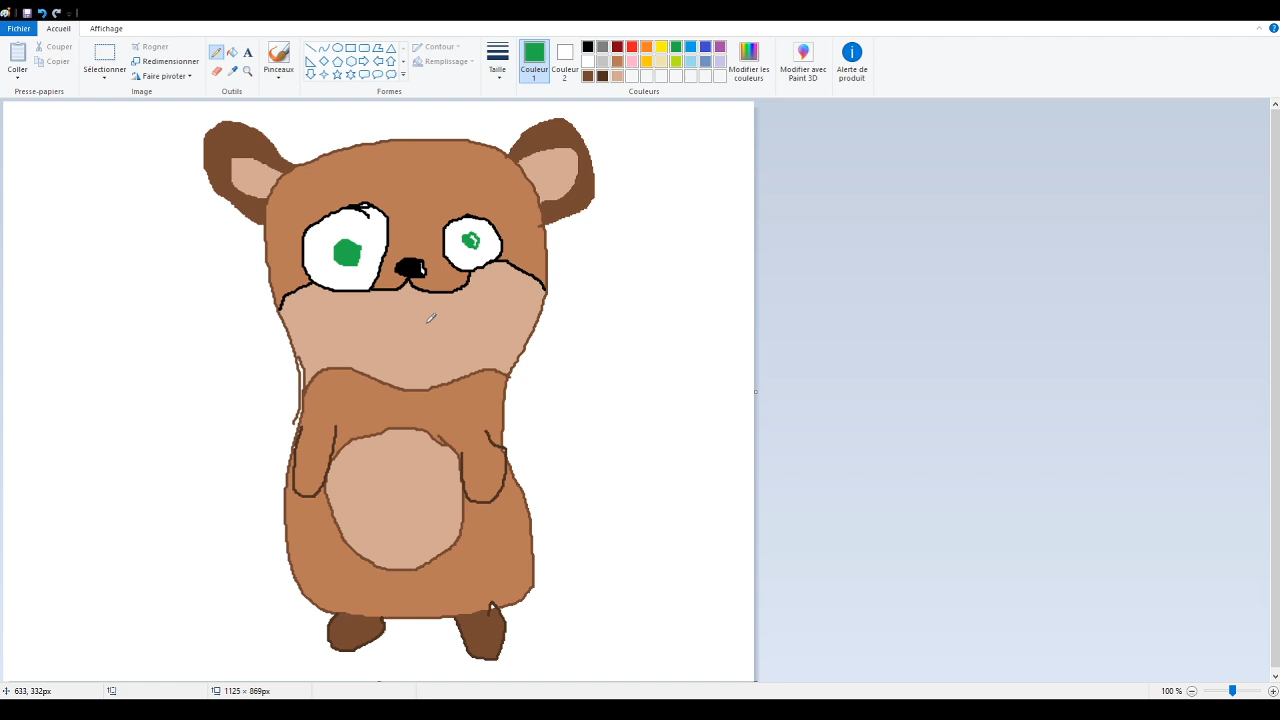 Fichier Accueil Affichage
Coller
Couper
Copier
Presse-papiers
Sélectionner
Rogner
Redimensionner
Faire pivoter
Image
A
Outils
Pinceaux
Contour
Remplissage
Formes
Taille
Couleur 1
Couleur 2
Modifier les couleurs
Couleurs
Modifier avec Paint 3D
Alerte de produit
633, 332px
1125 × 869px
100 %